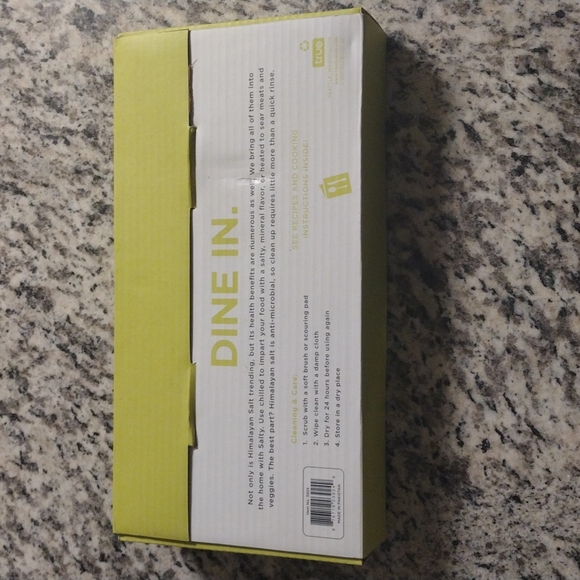 DINE IN.
Not only is Himalayan Salt trending, but its health benefits are numerous as well. We bring all of them into
the home with Salty. Use chilled to impart your food with a salty, mineral flavor, or heated to sear meats and
veggies. The best part? Himalayan salt is anti-microbial, so clean up requires little more than a quick rinse.
Cleaning & Care:
1. Scrub with a soft brush or scouring pad
2. Wipe clean with a damp cloth
3. Dry for 24 hours before using again
4. Store in a dry place
SEE RECIPES AND COOKING
INSTRUCTIONS INSIDE!
true
MADE IN PAKISTAN